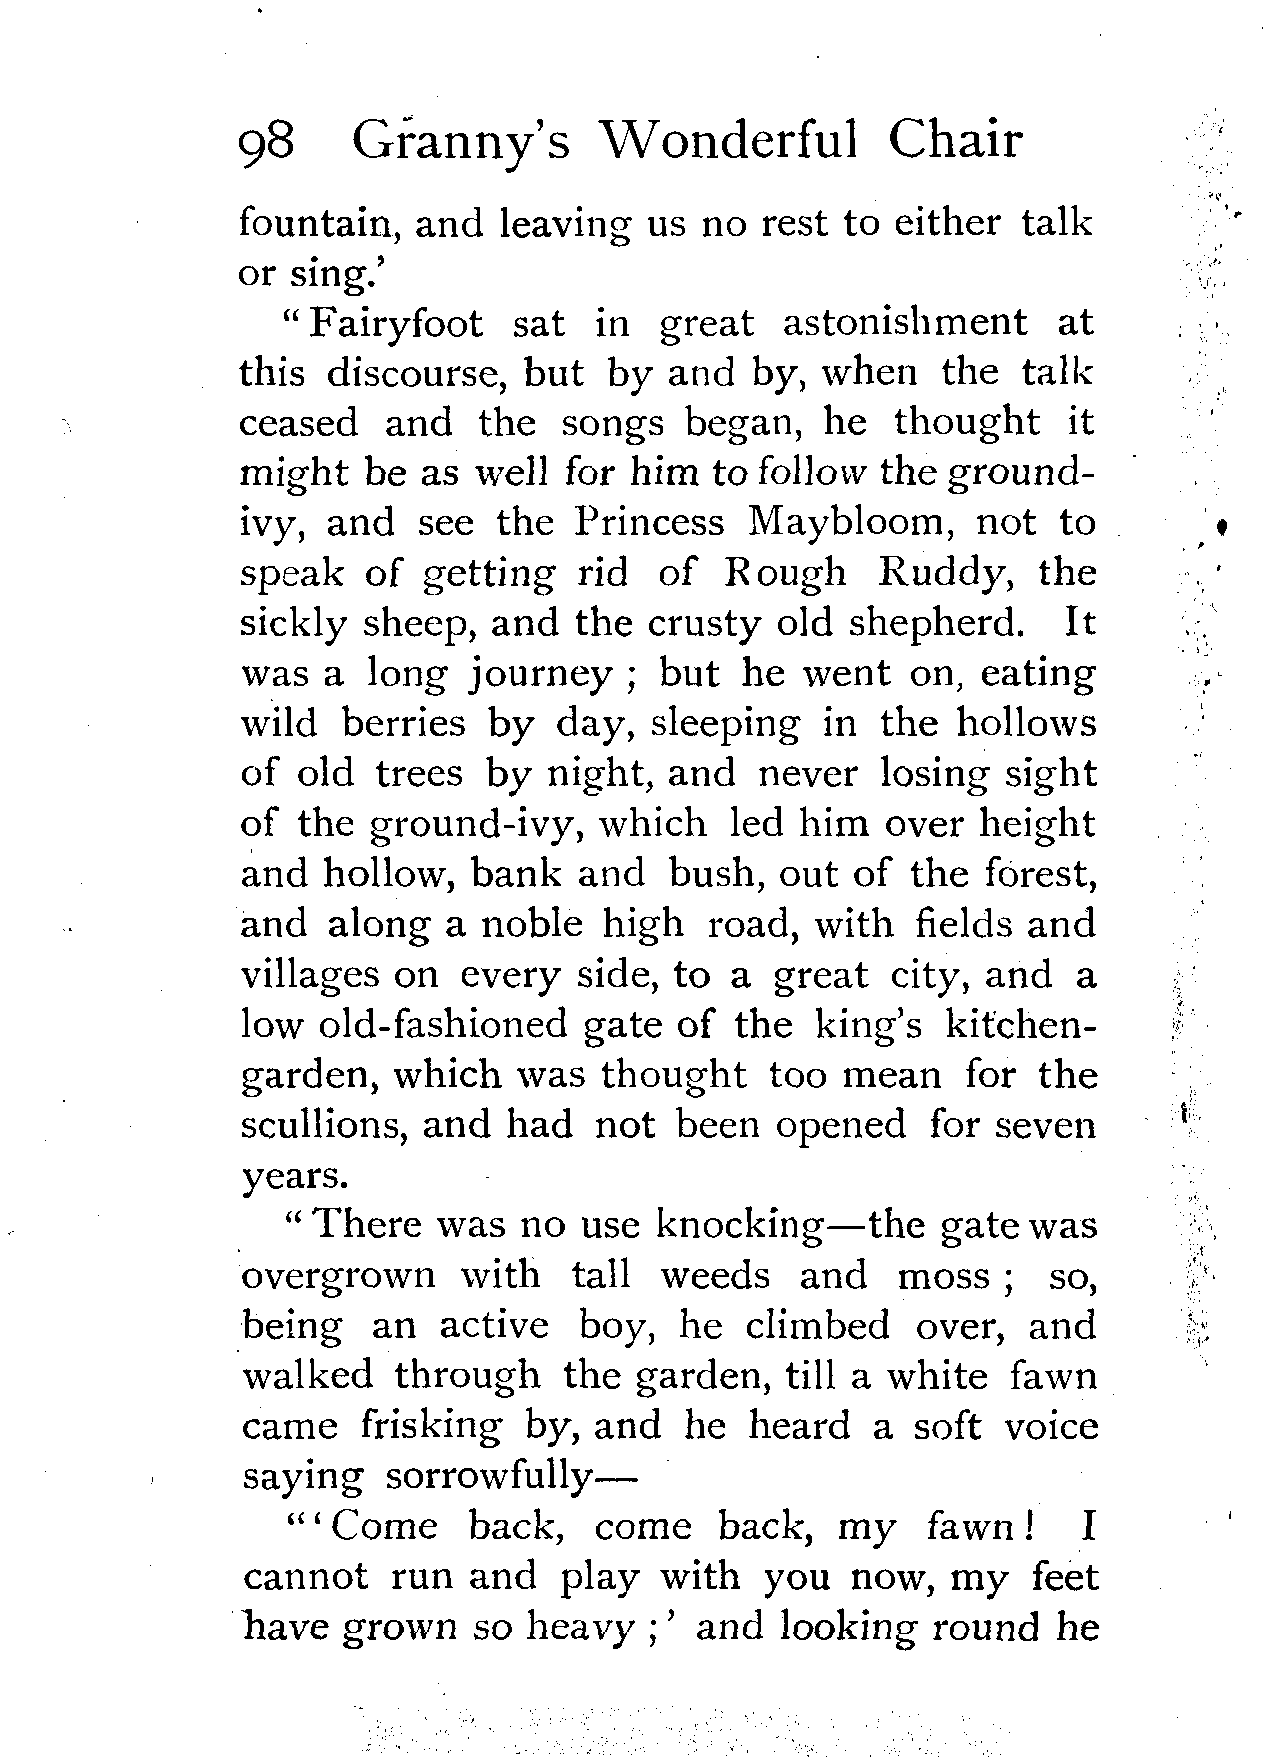 98 Granny's Wonderful Chair
fountain, and leaving us no rest to either talk
or sing.'
“ Fairyfoot sat in great astonishment at
this discourse, but by and by, when the talk
ceased and the songs began, he thought it
might be as well for him to follow the ground-
ivy, and see the Princess Maybloom, not to
speak of getting rid of Rough Ruddy, the
sickly sheep, and the crusty old shepherd. It
was a long journey ; but he went on, eating
wild berries by day, sleeping in the hollows
of old trees by night, and never losing sight
of the ground-ivy, which led him over height
and hollow, bank and bush, out of the forest,
and along a noble high road, with fields and
villages on every side, to a great city, and a
low old-fashioned gate of the king's kitchen-
garden, which was thought too mean for the
scullions, and had not been opened for seven
years.
“ There was no use knocking—the gate was
overgrown with tall weeds and moss ; so,
being an active boy, he climbed over, and
walked through the garden, till a white fawn
came frisking by, and he heard a soft voice
saying sorrowfully—
“ ‘ Come back, come back, my fawn ! I
cannot run and play with you now, my feet
have grown so heavy ; ’ and looking round he